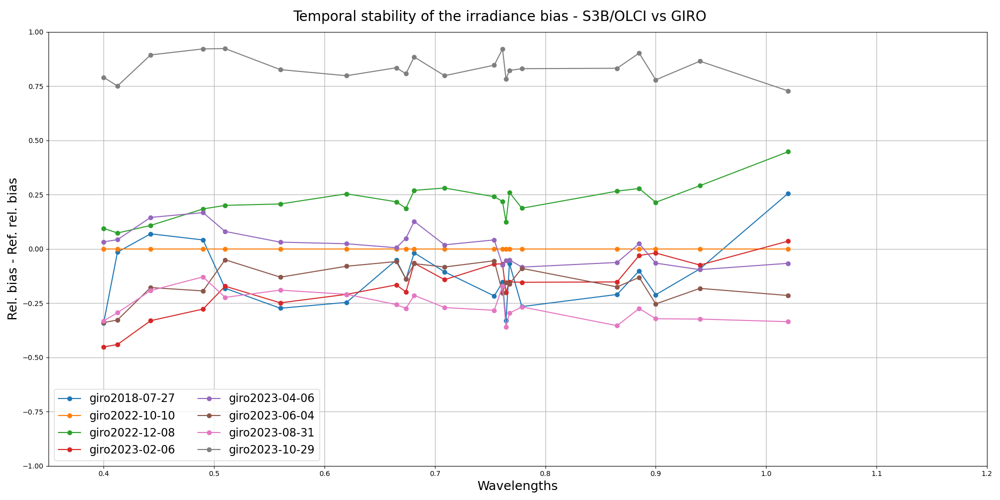 Temporal stability of the irradiance bias - S3B/OLCI vs GIRO
Rel. bias - Ref. rel. bias
1.00
0.75
0.50
0.25
0.00
−0.25
−0.50
−0.75
−1.00
giro2018-07-27
giro2022-10-10
giro2022-12-08
giro2023-02-06
giro2023-04-06
giro2023-06-04
giro2023-08-31
giro2023-10-29
0.4 0.5 0.6 0.7 0.8 0.9 1.0 1.1 1.2
Wavelengths